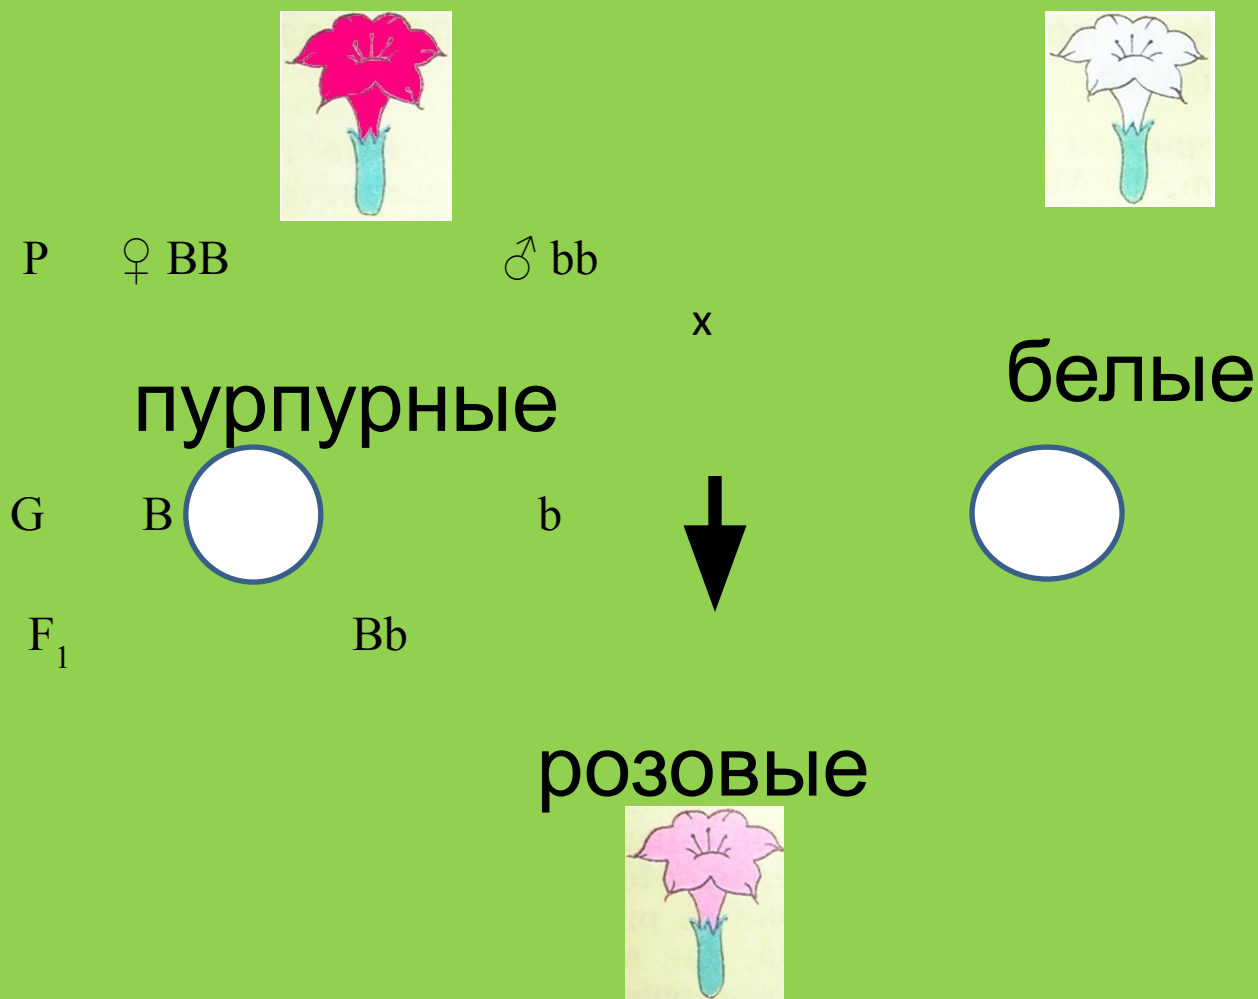 P ♀ BB ♂ bb
х
белые
пурпурные
G B b
F₁ Bb
розовые